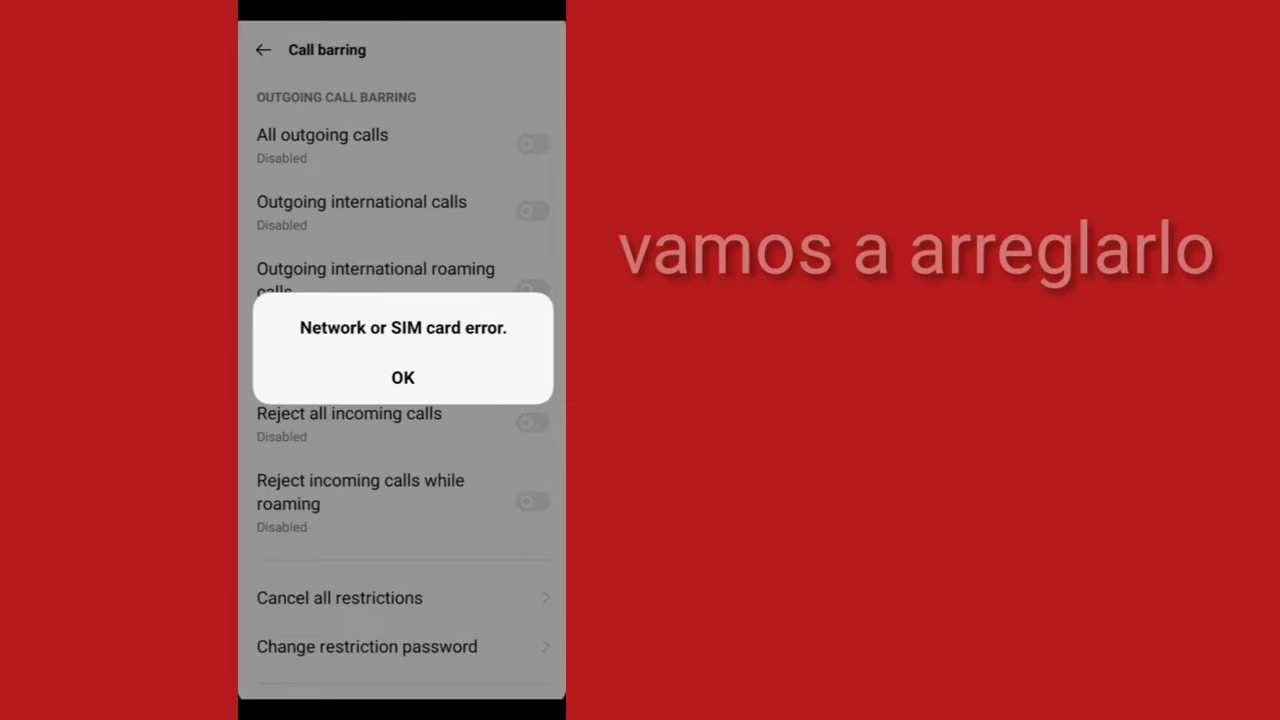 Call barring
OUTGOING CALL BARRING
All outgoing calls
Disabled
Outgoing international calls
Disabled
Outgoing international roaming
calls
Network or SIM card error.
OK
Reject all incoming calls
Disabled
Reject incoming calls while
roaming
Disabled
Cancel all restrictions
Change restriction password
vamos a arreglarlo